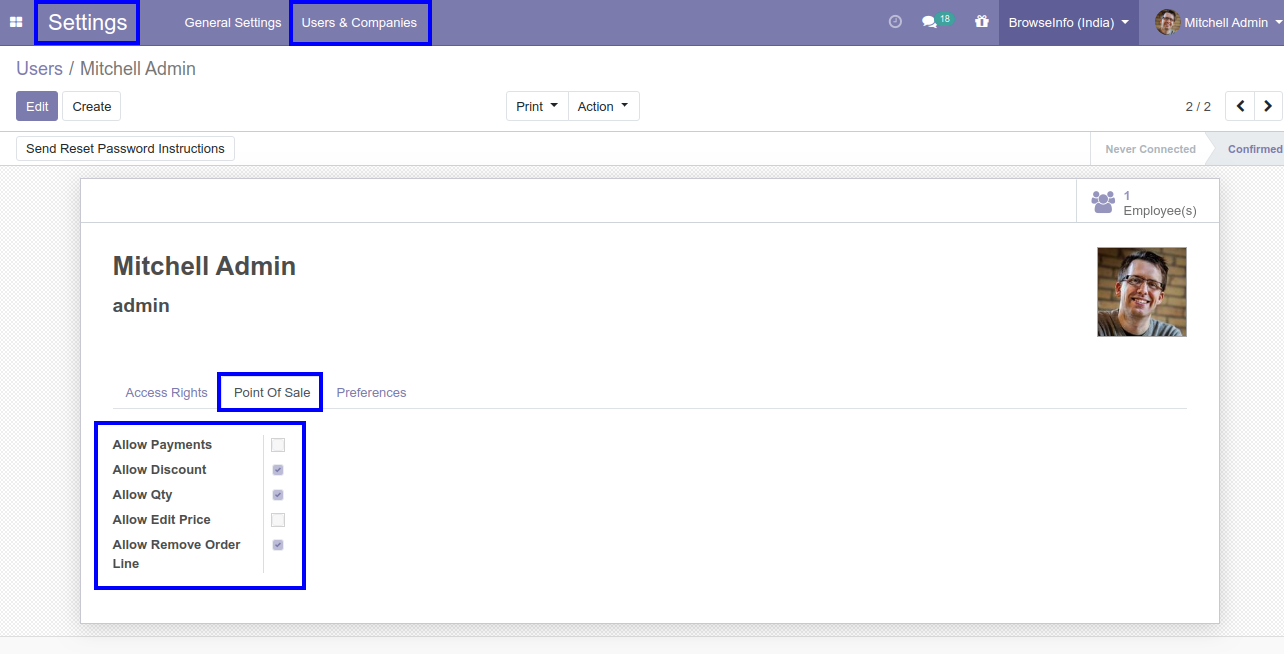 Settings General Settings Users & Companies 18 BrowseInfo (India) Mitchell Admin
Users / Mitchell Admin
Edit Create Print Action 2 / 2
Send Reset Password Instructions Never Connected Confirmed
1
Employee(s)
Mitchell Admin
admin
Access Rights Point Of Sale Preferences
Allow Payments
Allow Discount
Allow Qty
Allow Edit Price
Allow Remove Order
Line